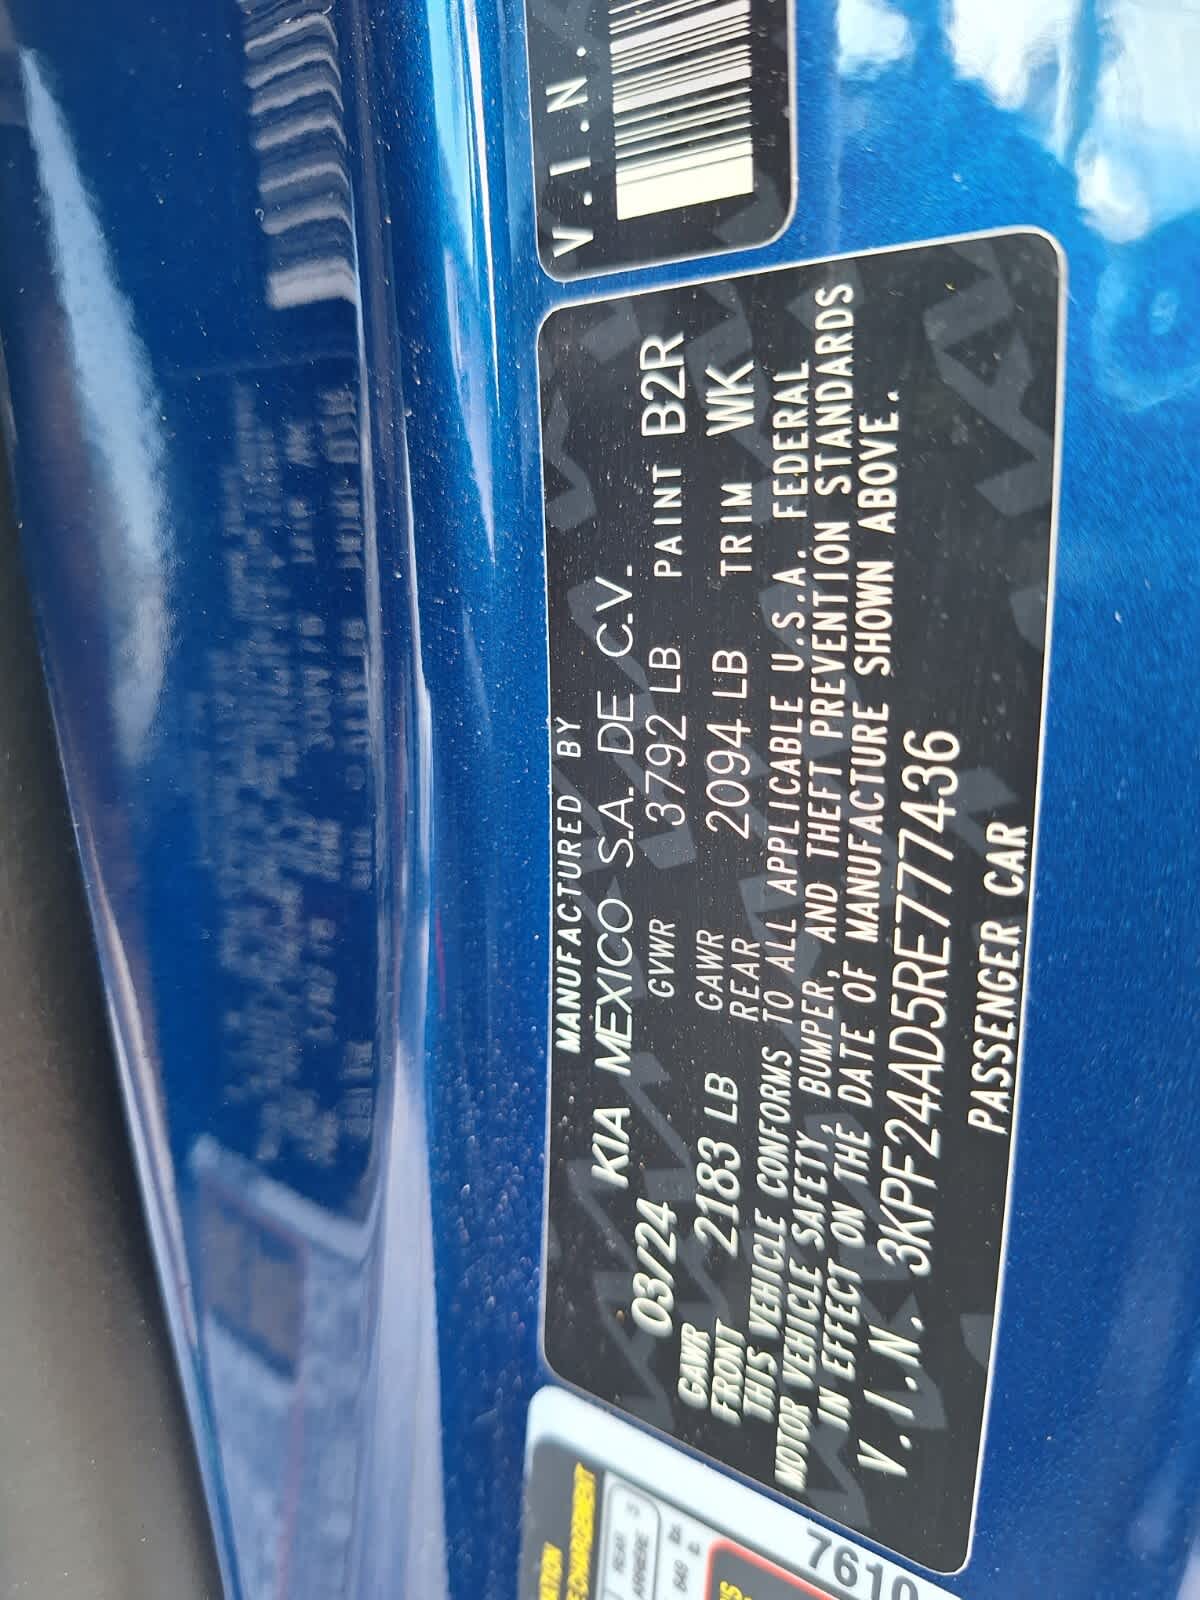 V.I.N.
MANUFACTURED BY
KIA MEXICO S.A. DE C.V.
03/24 GVWR 3792 LB PAINT B2R
GAWR FRONT 2183 LB GAWR REAR 2094 LB TRIM WK
THIS VEHICLE CONFORMS TO ALL APPLICABLE U.S.A. FEDERAL
MOTOR VEHICLE SAFETY, BUMPER, AND THEFT PREVENTION STANDARDS
IN EFFECT ON THE DATE OF MANUFACTURE SHOWN ABOVE.
V.I.N. 3KPF24AD5RE777436
PASSENGER CAR
REAR
ARRIERE
7610